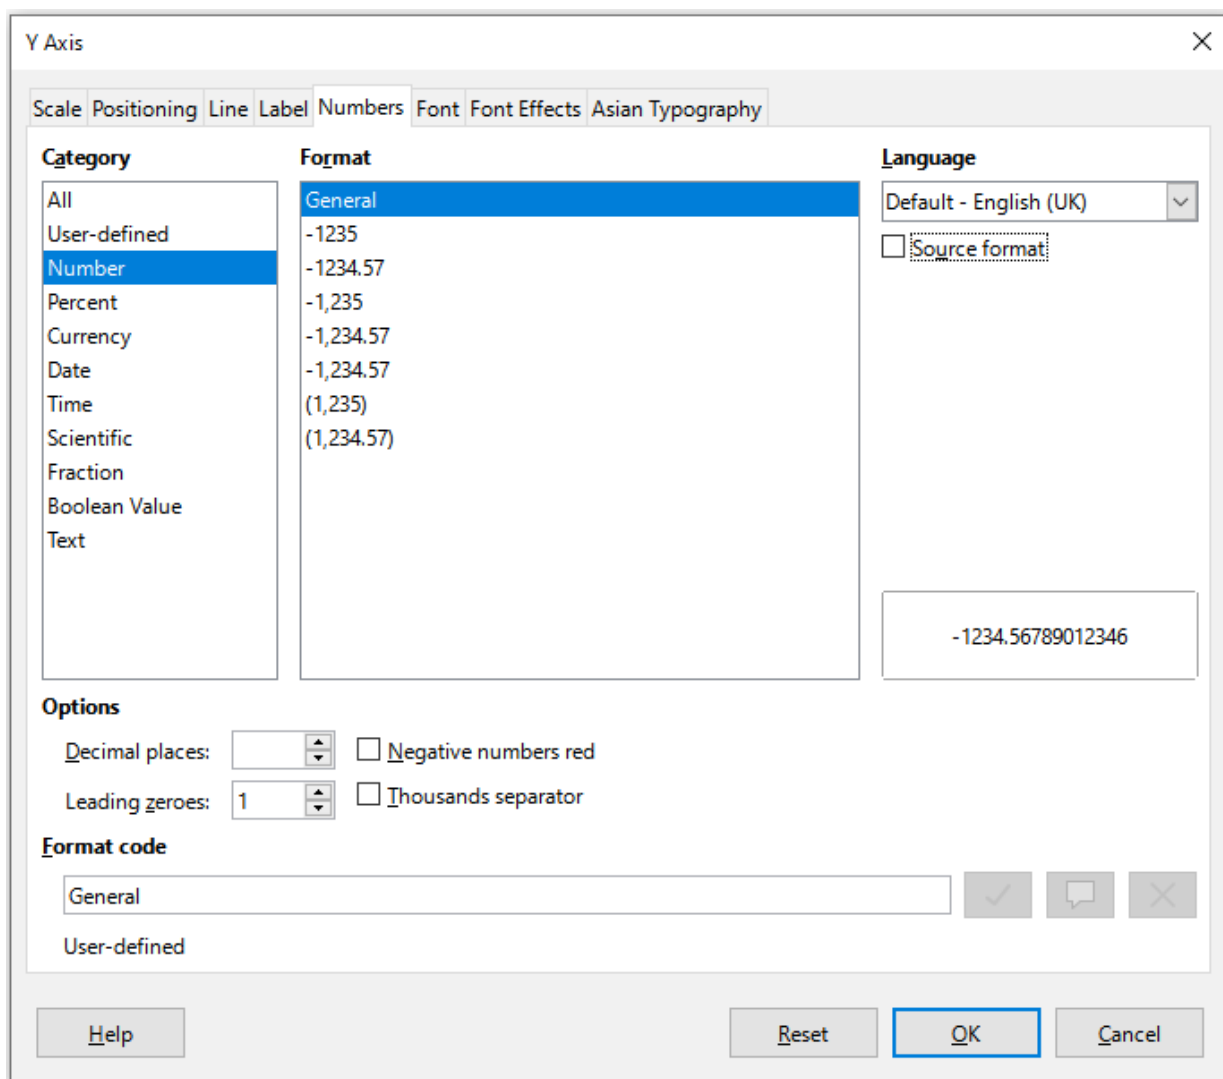 Y Axis
Scale Positioning Line Label Numbers Font Font Effects Asian Typography
Category
All
User-defined
Number
Percent
Currency
Date
Time
Scientific
Fraction
Boolean Value
Text
Format
General
-1235
-1234.57
-1,235
-1,234.57
-1,234.57
(1,235)
(1,234.57)
Language
Default - English (UK)
Source format
-1234.56789012346
Options
Decimal places:
Negative numbers red
Leading zeroes: 1
Thousands separator
Format code
General
User-defined
Help Reset OK Cancel